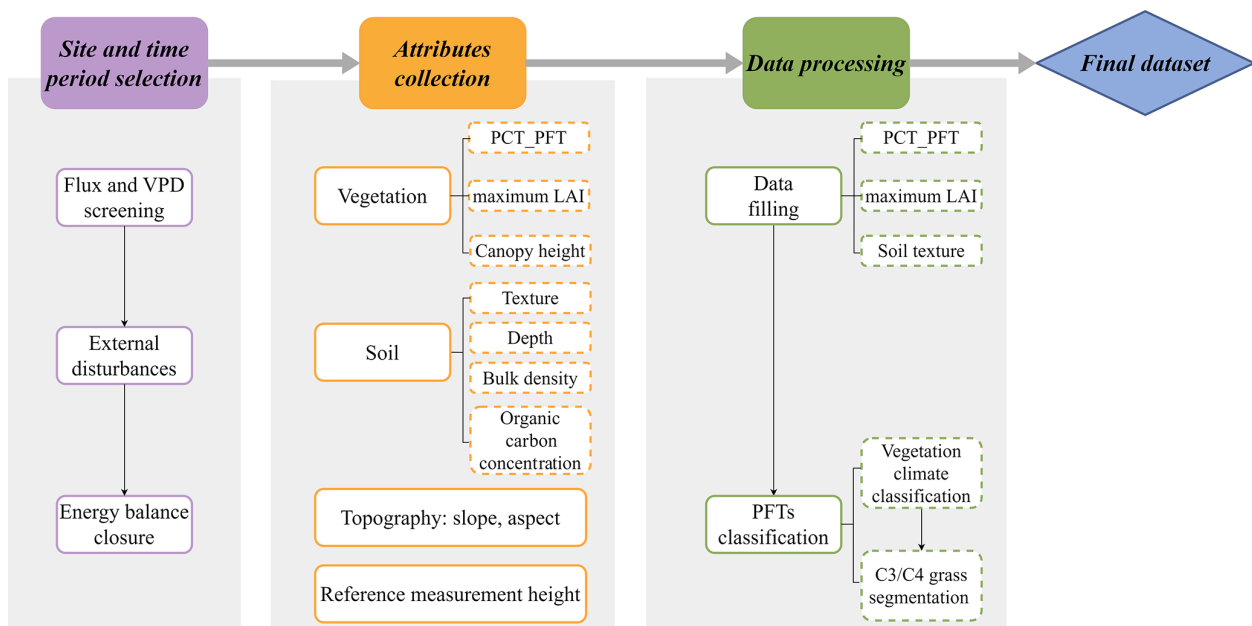 Site and time
period selection
Attributes
collection
Data processing
Final dataset
Flux and VPD
screening
External
disturbances
Energy balance
closure
Vegetation
PCT_PFT
maximum LAI
Canopy height
Soil
Texture
Depth
Bulk density
Organic
carbon
concentration
Topography: slope, aspect
Reference measurement height
Data
filling
PCT_PFT
maximum LAI
Soil texture
PFTs
classification
Vegetation
climate
classification
C3/C4 grass
segmentation